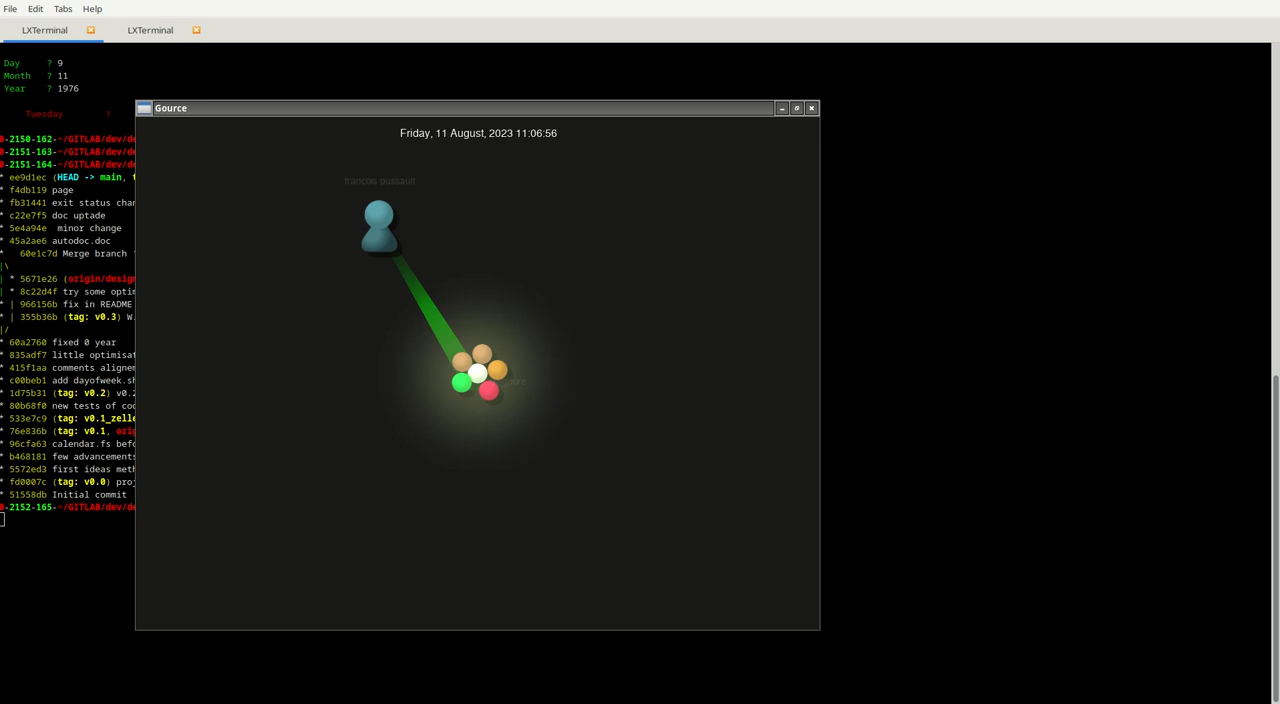 File Edit Tabs Help
LXTerminal LXTerminal
Day ? 9
Month ? 11
Year ? 1976
Tuesday !
Gource
Friday, 11 August, 2023 11:06:56
francois pussault
-2150-162-~/GITLAB/dev/de
-2151-163-~/GITLAB/dev/de
-2151-164-~/GITLAB/dev/de
* ee9d1ec (HEAD -> main,
* f4db119 page
* fb31441 exit status chan
* c22e7f5 doc uptade
* 5e4a94e minor change
* 45a2ae6 autodoc.doc
* 60e1c7d Merge branch '
|\
| * 5671e26 (origin/design
| * 8c22d4f try some optim
* | 966156b fix in README
* | 355b36b (tag: v0.3) W.
|/
* 60a2760 fixed 0 year
* 835adf7 little optimisat
* 415f1aa comments alignem
* c00beb1 add dayofweek.sh
* 1d75b31 (tag: v0.2) v0.2
* 80b68f0 new tests of cod
* 533e7c9 (tag: v0.1_zelle
* 76e836b (tag: v0.1, orig
* 96cfa63 calendar.fs befo
* b468181 few advancements
* 5572ed3 first ideas meth
* fd0007c (tag: v0.0) proj
* 51558db Initial commit
-2152-165-~/GITLAB/dev/de